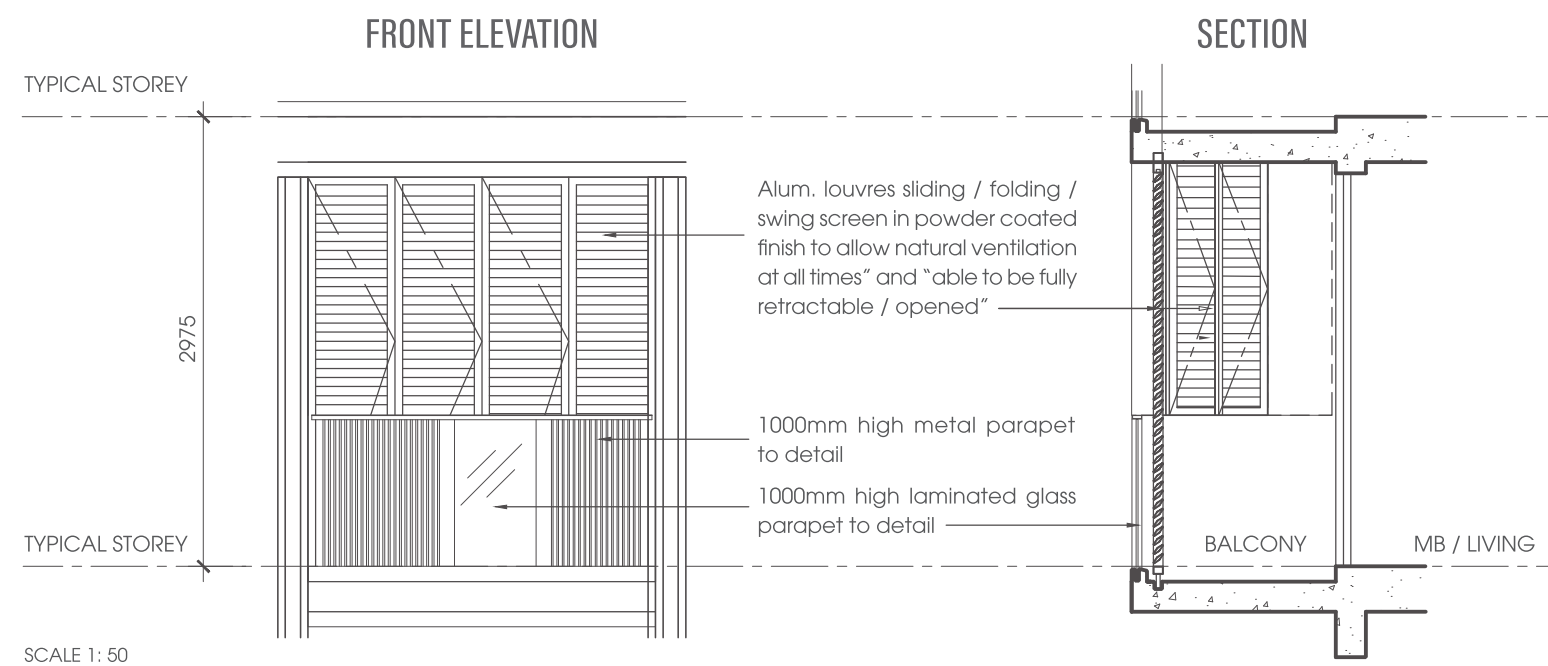 FRONT ELEVATION
SECTION
TYPICAL STOREY
2975
Alum. louvres sliding / folding /
swing screen in powder coated
finish to allow natural ventilation
at all times” and “able to be fully
retractable / opened”
1000mm high metal parapet
to detail
1000mm high laminated glass
parapet to detail
TYPICAL STOREY
BALCONY
MB / LIVING
SCALE 1: 50